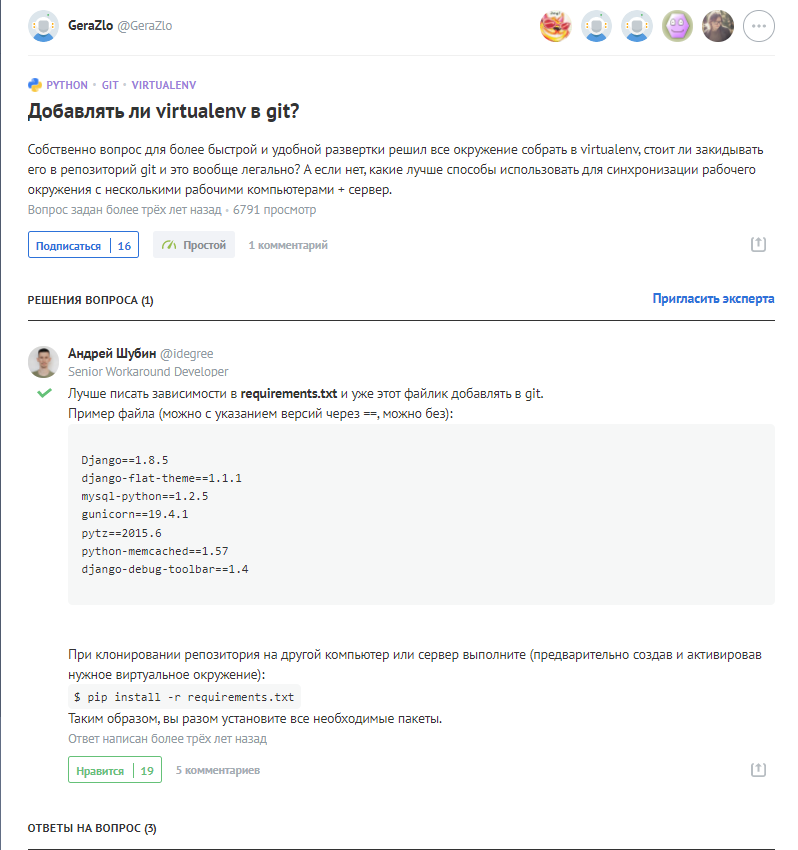 GeraZlo @GeraZlo
PYTHON • GIT • VIRTUALENV
Добавлять ли virtualenv в git?
Собственно вопрос для более быстрой и удобной развертки решил все окружение собрать в virtualenv, стоит ли закидывать
его в репозиторий git и это вообще легально? А если нет, какие лучше способы использовать для синхронизации рабочего
окружения с несколькими рабочими компьютерами + сервер.
Вопрос задан более трёх лет назад • 6791 просмотр
Подписаться | 16 Простой 1 комментарий
РЕШЕНИЯ ВОПРОСА (1) Пригласить эксперта
Андрей Шубин @idegree
Senior Workaround Developer
Лучше писать зависимости в requirements.txt и уже этот файлик добавлять в git.
Пример файла (можно с указанием версий через ==, можно без):
Django==1.8.5
django-flat-theme==1.1.1
mysql-python==1.2.5
gunicorn==19.4.1
pytz==2015.6
python-memcached==1.57
django-debug-toolbar==1.4
При клонировании репозитория на другой компьютер или сервер выполните (предварительно создав и активировав
нужное виртуальное окружение):
$ pip install -r requirements.txt
Таким образом, вы разом установите все необходимые пакеты.
Ответ написан более трёх лет назад
Нравится | 19 5 комментариев
ОТВЕТЫ НА ВОПРОС (3)